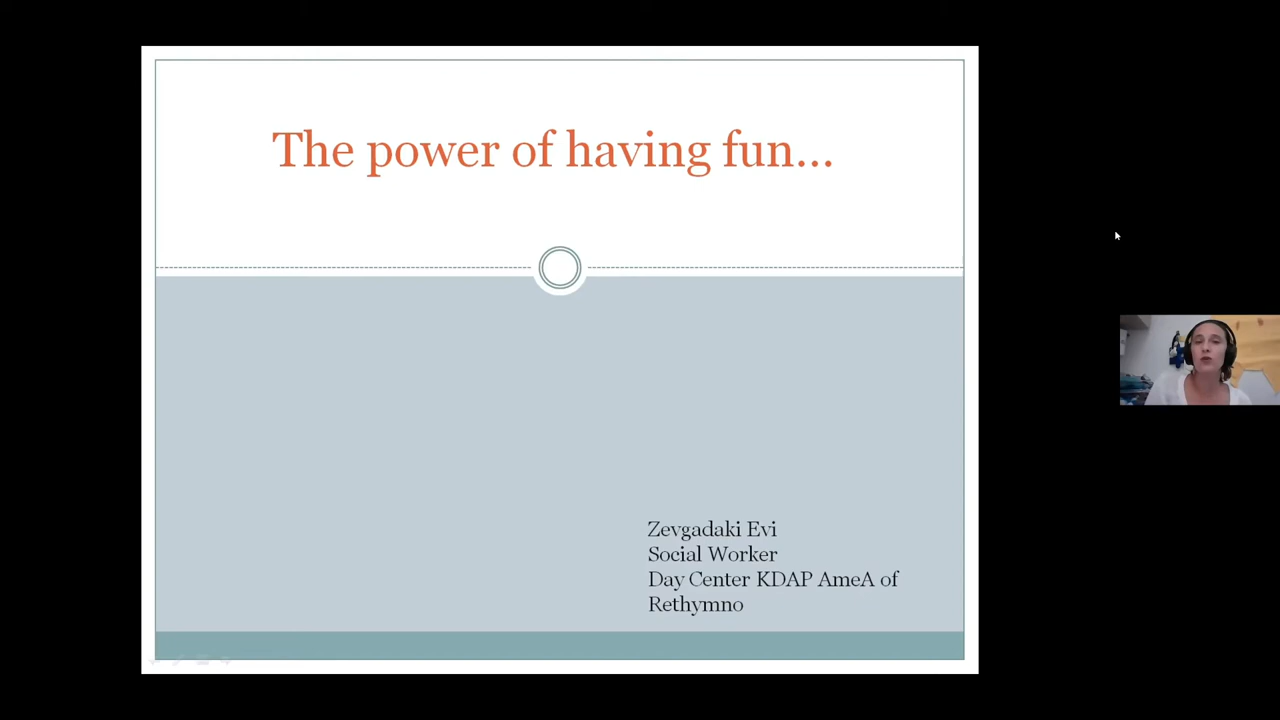 The power of having fun...
Zevgadaki Evi
Social Worker
Day Center KDAP AmeA of
Rethymno